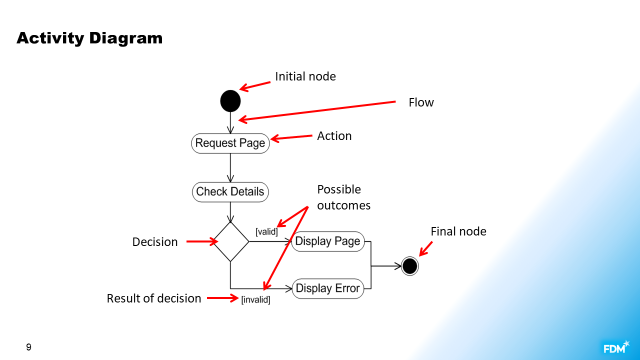 Activity Diagram
Initial node
Flow
Request Page
Action
Check Details
Possible
outcomes
[valid]
Decision
Display Page
Final node
Result of decision
[invalid]
Display Error
9
FDM